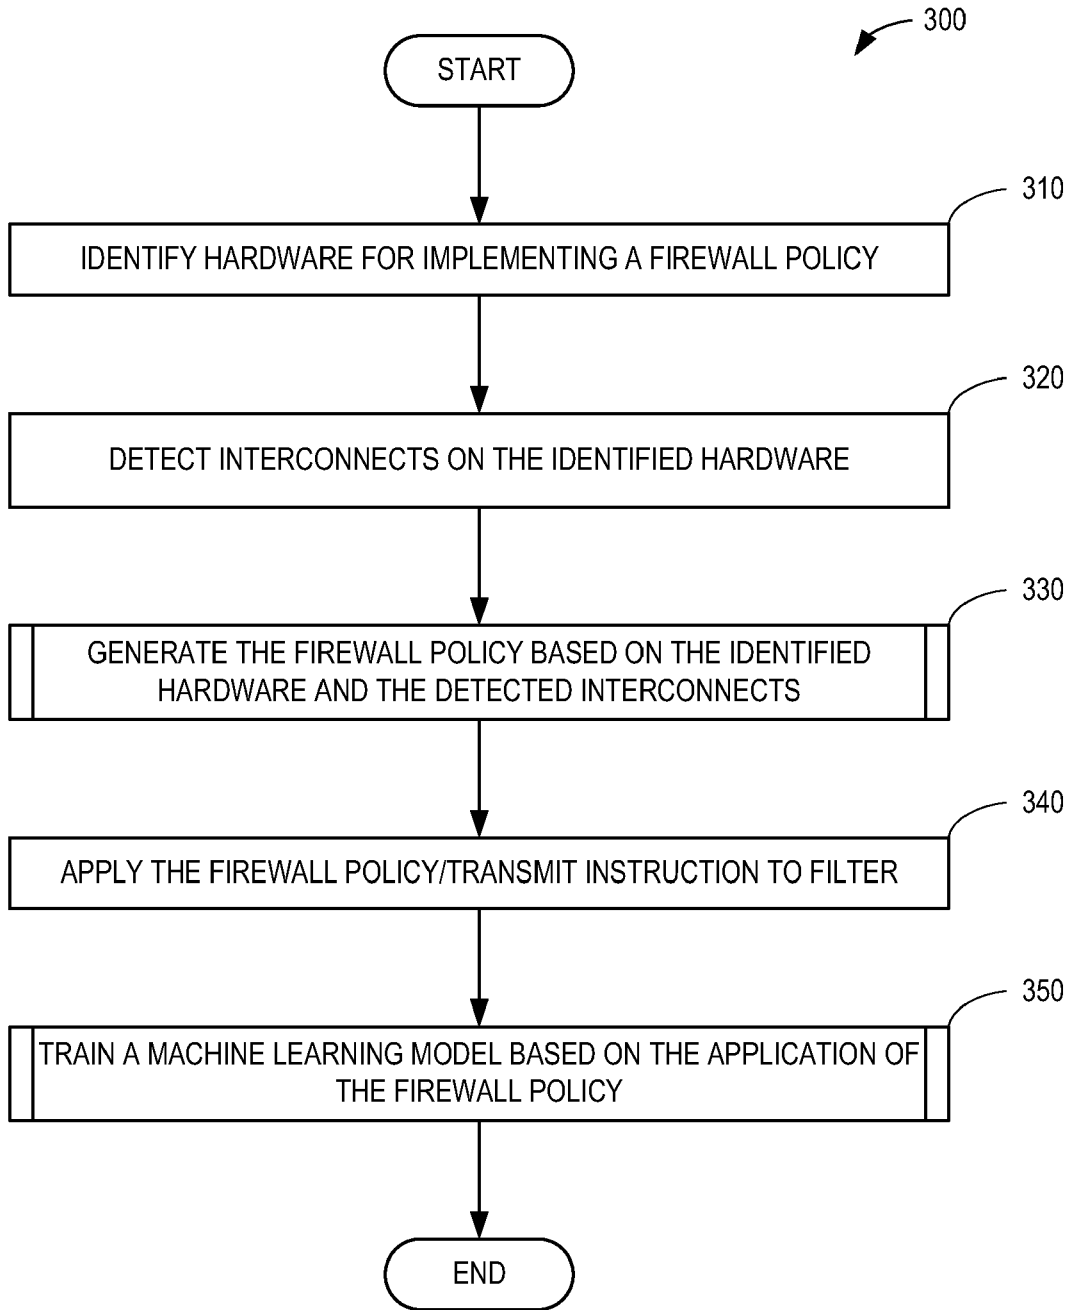 300
START
310
IDENTIFY HARDWARE FOR IMPLEMENTING A FIREWALL POLICY
320
DETECT INTERCONNECTS ON THE IDENTIFIED HARDWARE
330
GENERATE THE FIREWALL POLICY BASED ON THE IDENTIFIED
HARDWARE AND THE DETECTED INTERCONNECTS
340
APPLY THE FIREWALL POLICY/TRANSMIT INSTRUCTION TO FILTER
350
TRAIN A MACHINE LEARNING MODEL BASED ON THE APPLICATION OF
THE FIREWALL POLICY
END